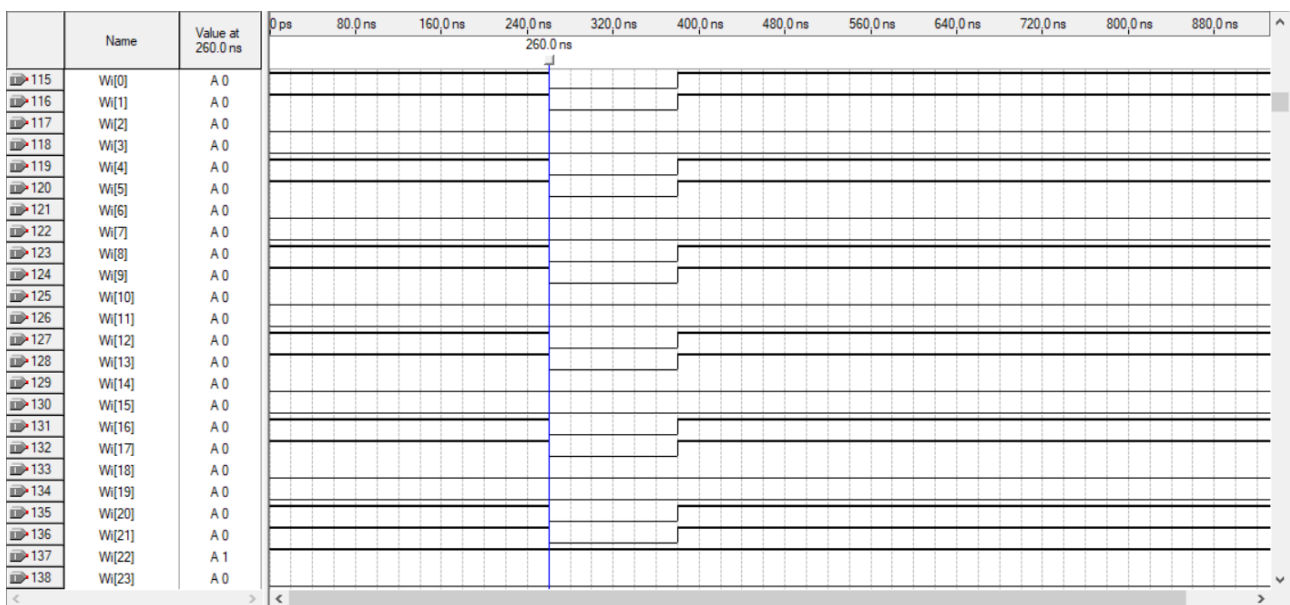 Name Value at 260.0 ns 0 ps 80.0 ns 160.0 ns 240.0 ns 320.0 ns 400.0 ns 480.0 ns 560.0 ns 640.0 ns 720.0 ns 800.0 ns 880.0 ns
260.0 ns
115 Wi[0] A 0
116 Wi[1] A 0
117 Wi[2] A 0
118 Wi[3] A 0
119 Wi[4] A 0
120 Wi[5] A 0
121 Wi[6] A 0
122 Wi[7] A 0
123 Wi[8] A 0
124 Wi[9] A 0
125 Wi[10] A 0
126 Wi[11] A 0
127 Wi[12] A 0
128 Wi[13] A 0
129 Wi[14] A 0
130 Wi[15] A 0
131 Wi[16] A 0
132 Wi[17] A 0
133 Wi[18] A 0
134 Wi[19] A 0
135 Wi[20] A 0
136 Wi[21] A 0
137 Wi[22] A 1
138 Wi[23] A 0